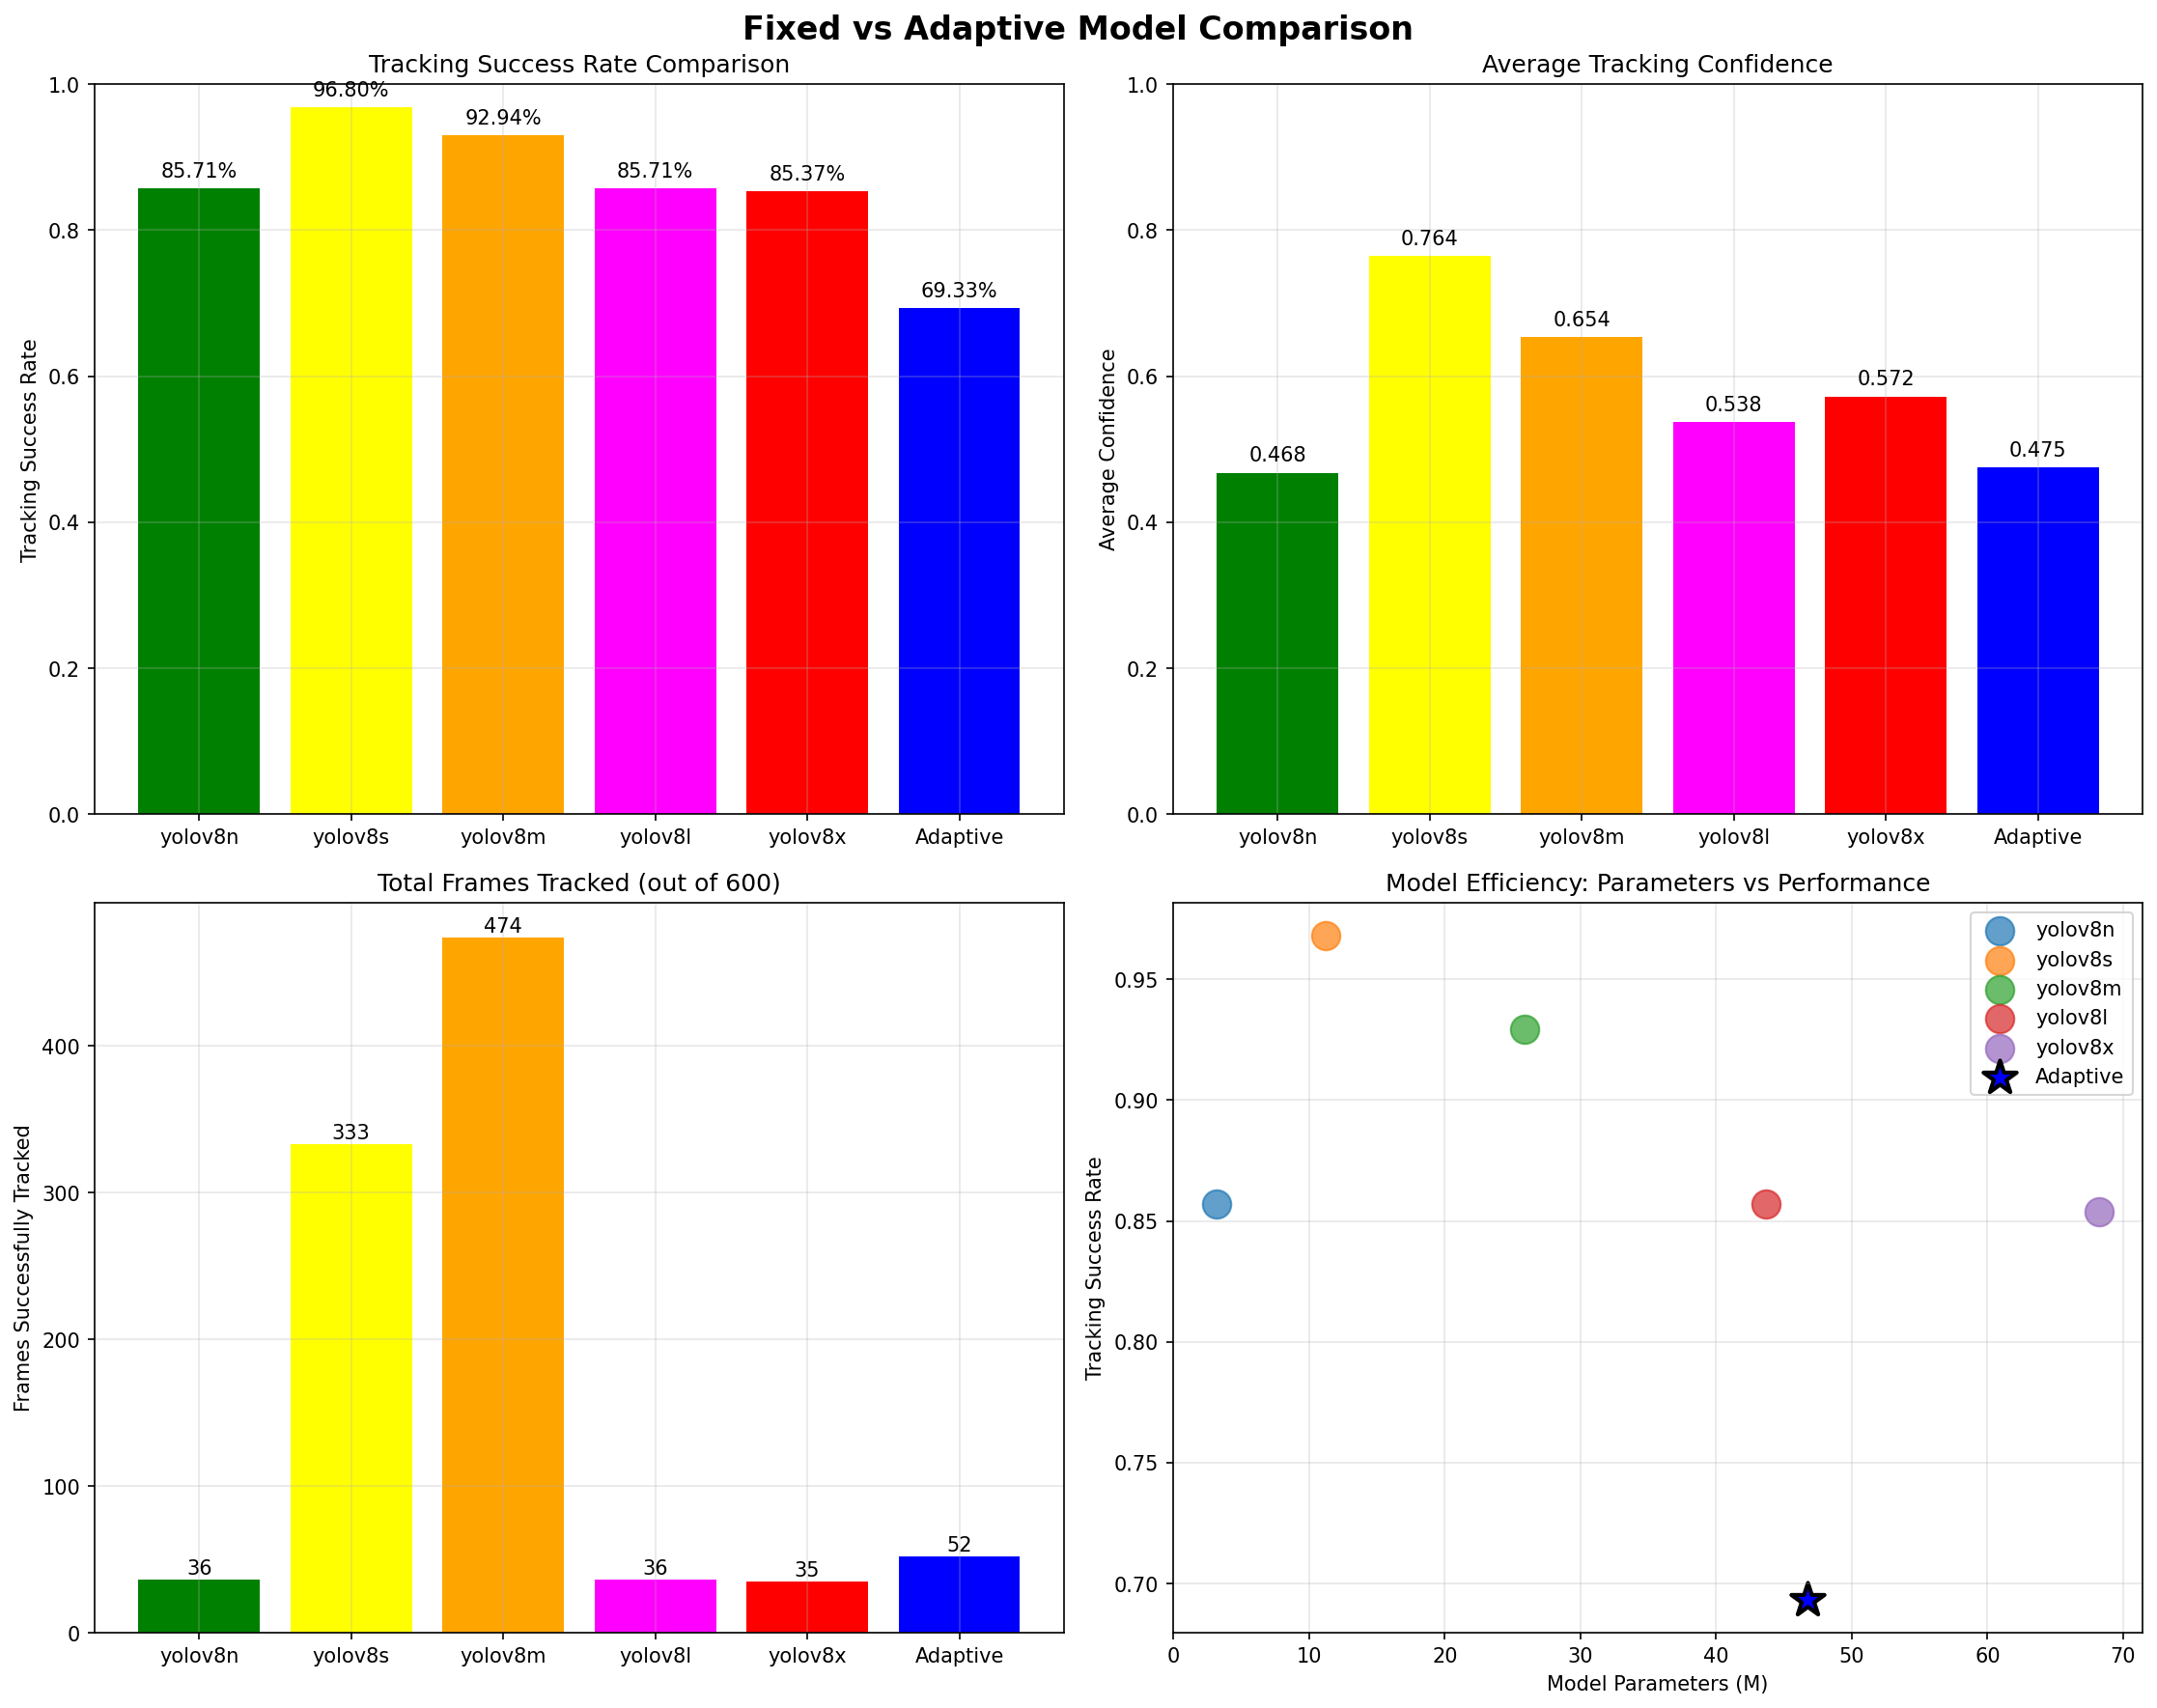 Fixed vs Adaptive Model Comparison
Tracking Success Rate Comparison
Tracking Success Rate
1.0
0.8
0.6
0.4
0.2
0.0
85.71%
96.80%
92.94%
85.71%
85.37%
69.33%
yolov8n yolov8s yolov8m yolov8l yolov8x Adaptive
Average Tracking Confidence
Average Confidence
1.0
0.8
0.6
0.4
0.2
0.0
0.468
0.764
0.654
0.538
0.572
0.475
yolov8n yolov8s yolov8m yolov8l yolov8x Adaptive
Total Frames Tracked (out of 600)
Frames Successfully Tracked
400
300
200
100
0
36
333
474
36
35
52
yolov8n yolov8s yolov8m yolov8l yolov8x Adaptive
Model Efficiency: Parameters vs Performance
Tracking Success Rate
0.95
0.90
0.85
0.80
0.75
0.70
yolov8n
yolov8s
yolov8m
yolov8l
yolov8x
Adaptive
0 10 20 30 40 50 60 70
Model Parameters (M)